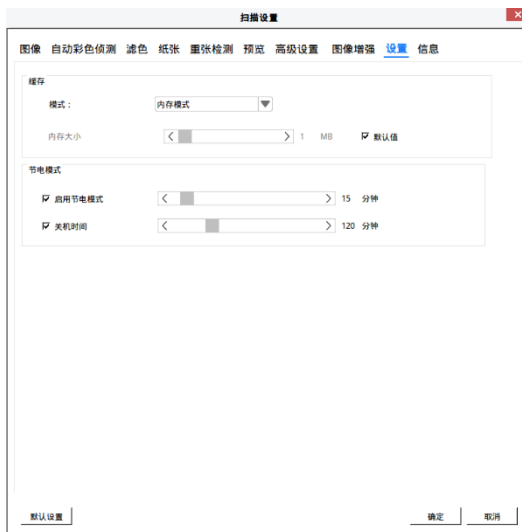 扫描设置
图像 自动彩色侦测 滤色 纸张 重张检测 预览 高级设置 图像增强 设置 信息
缓存
模式： 内存模式
内存大小 1 MB 默认值
节电模式
启用节电模式 15 分钟
关机时间 120 分钟
默认设置 确定 取消